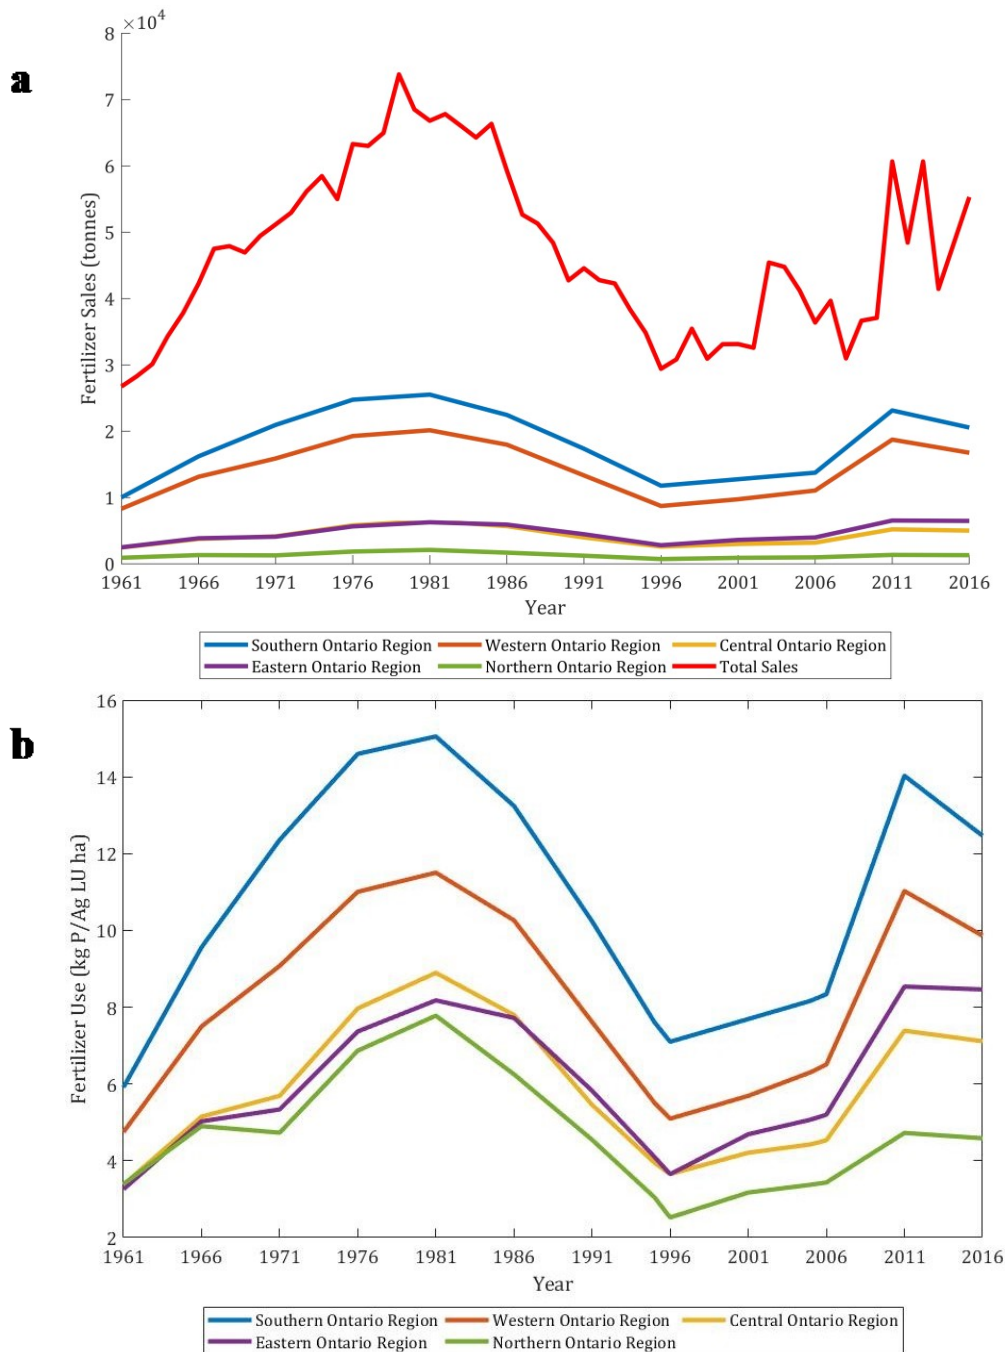 ×10⁴
a
8
7
6
5
4
3
2
1
0
Fertilizer Sales (tonnes)
1961 1966 1971 1976 1981 1986 1991 1996 2001 2006 2011 2016
Year
Southern Ontario Region Western Ontario Region Central Ontario Region
Eastern Ontario Region Northern Ontario Region Total Sales
b
16
14
12
10
8
6
4
2
Fertilizer Use (kg P/Ag LU ha)
1961 1966 1971 1976 1981 1986 1991 1996 2001 2006 2011 2016
Year
Southern Ontario Region Western Ontario Region Central Ontario Region
Eastern Ontario Region Northern Ontario Region